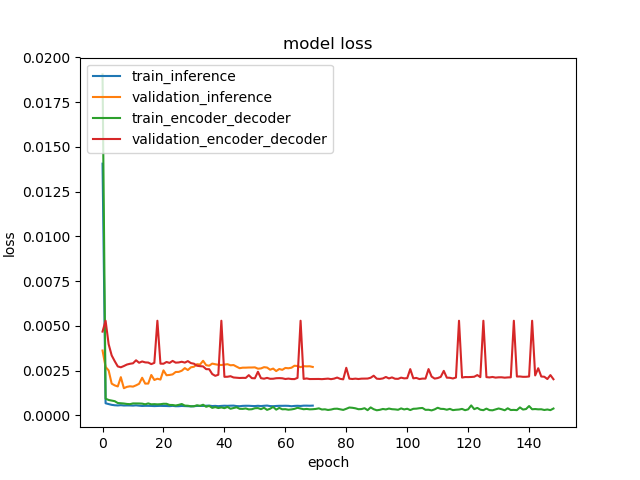 model loss
0.0200
0.0175
0.0150
0.0125
0.0100
0.0075
0.0050
0.0025
0.0000
loss
train_inference
validation_inference
train_encoder_decoder
validation_encoder_decoder
0 20 40 60 80 100 120 140
epoch